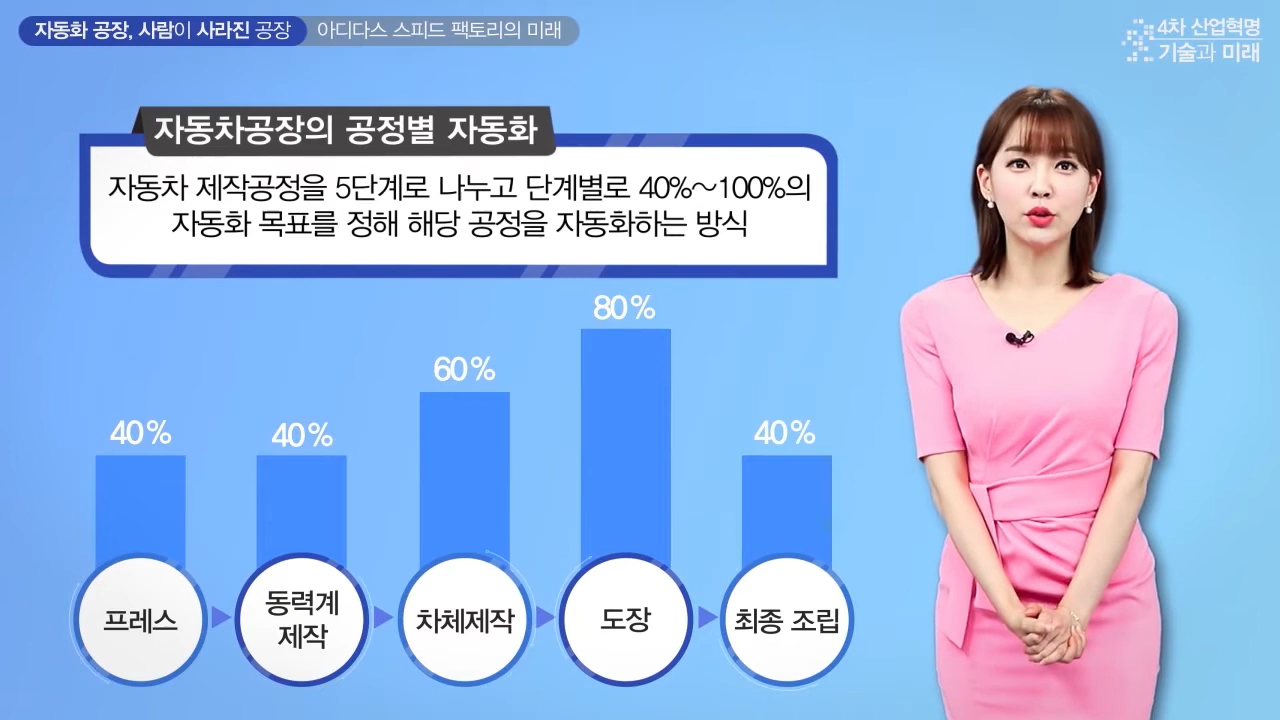 자동화 공장, 사람이 사라진 공장
아디다스 스피드 팩토리의 미래
4차 산업혁명
기술과 미래
자동차공장의 공정별 자동화
자동차 제작공정을 5단계로 나누고 단계별로 40%~100%의
자동화 목표를 정해 해당 공정을 자동화하는 방식
40%
40%
60%
80%
40%
프레스
동력계
제작
차체제작
도장
최종 조립